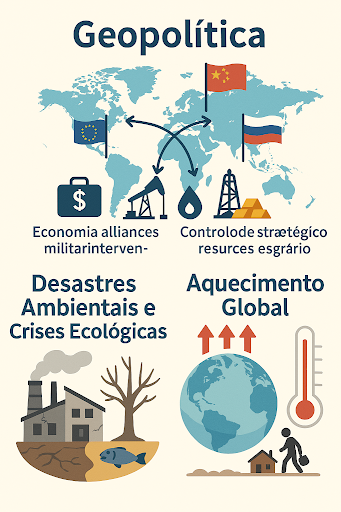 Geopolítica
$
Economia alliances
militarinterven-
Controlode strætégico
resurces esgrário
Desastres
Ambientais e
Crises Ecológicas
Aquecimento
Global